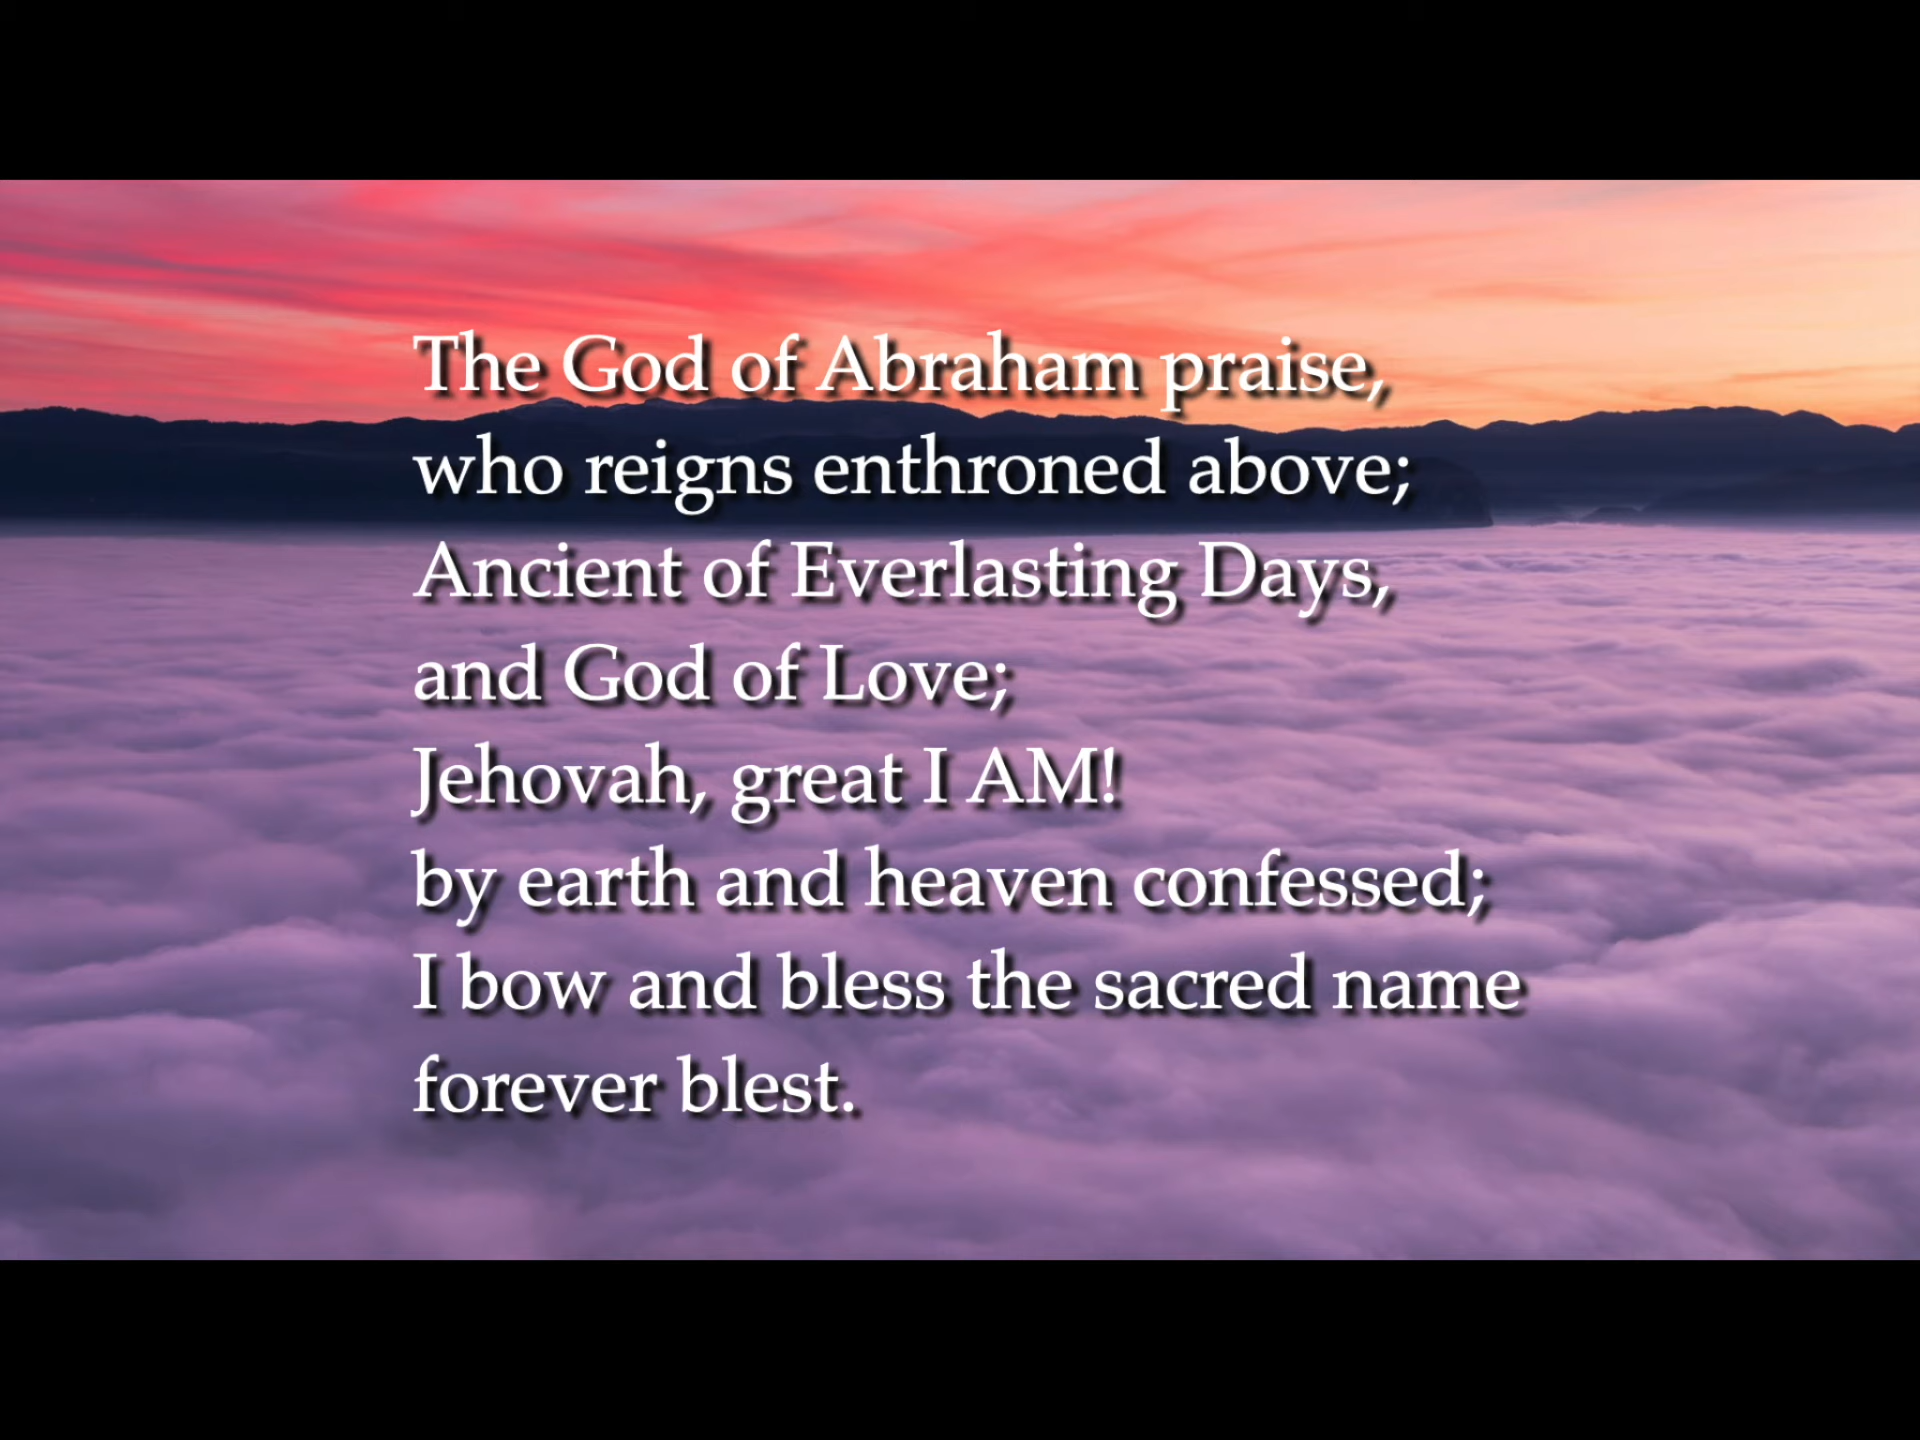 The God of Abraham praise,
who reigns enthroned above;
Ancient of Everlasting Days,
and God of Love;
Jehovah, great I AM!
by earth and heaven confessed;
I bow and bless the sacred name
forever blest.